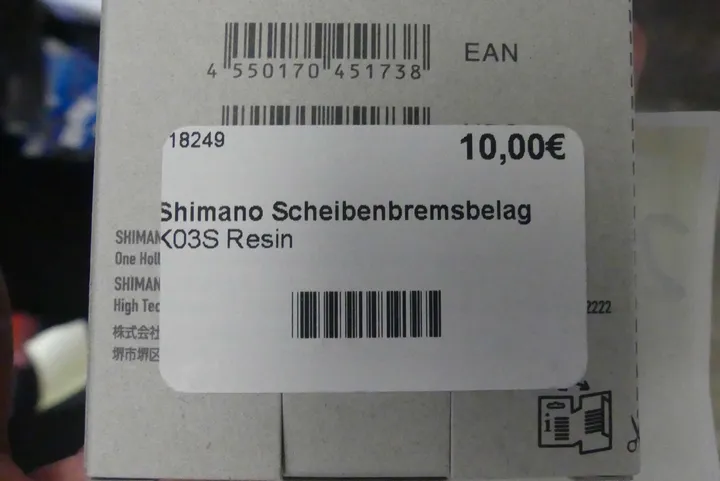 4 550170 451738
EAN
18249
10,00€
Shimano Scheibenbremsbelag
K03S Resin
SHIMAN
One Holl
SHIMAN
High Tec
2222
株式会社
堺市堺区